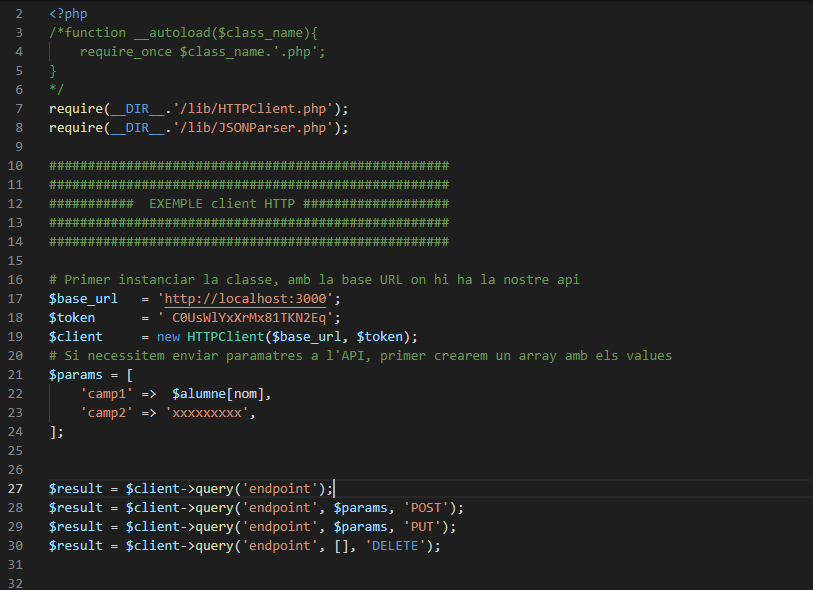 2 <?php
3 /*function __autoload($class_name){
4     require_once $class_name.'.php';
5 }
6 */
7 require(__DIR__.'/lib/HTTPClient.php');
8 require(__DIR__.'/lib/JSONParser.php');
9
10 ####################################################
11 ####################################################
12 ###########  EXEMPLE client HTTP ###################
13 ####################################################
14 ####################################################
15
16 # Primer instanciar la classe, amb la base URL on hi ha la nostre api
17 $base_url   = 'http://localhost:3000';
18 $token      = ' C0UsWlYxXrMx81TKN2Eq';
19 $client     = new HTTPClient($base_url, $token);
20 # Si necessitem enviar paramatres a l'API, primer crearem un array amb els values
21 $params = [
22     'camp1' =>  $alumne[nom],
23     'camp2' => 'xxxxxxxxx',
24 ];
25
26
27 $result = $client->query('endpoint');
28 $result = $client->query('endpoint', $params, 'POST');
29 $result = $client->query('endpoint', $params, 'PUT');
30 $result = $client->query('endpoint', [], 'DELETE');
31
32